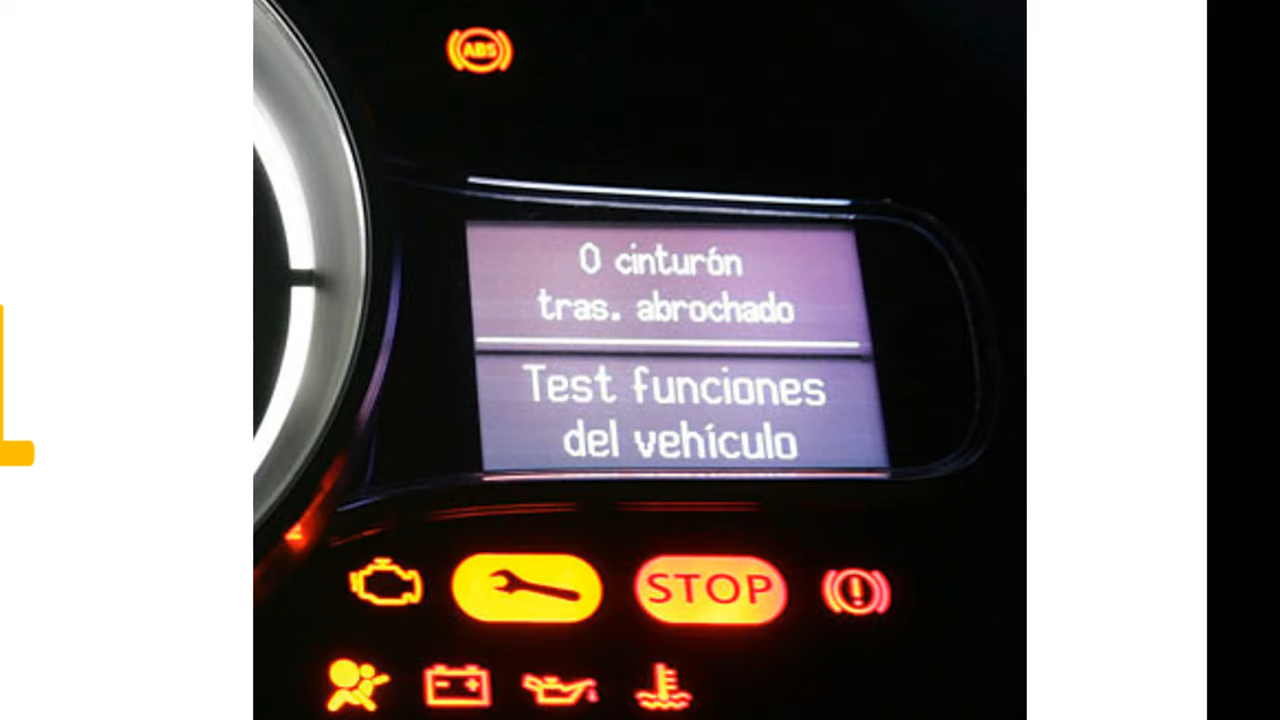 ABS
0 cinturón
tras. abrochado
Test funciones
del vehículo
STOP